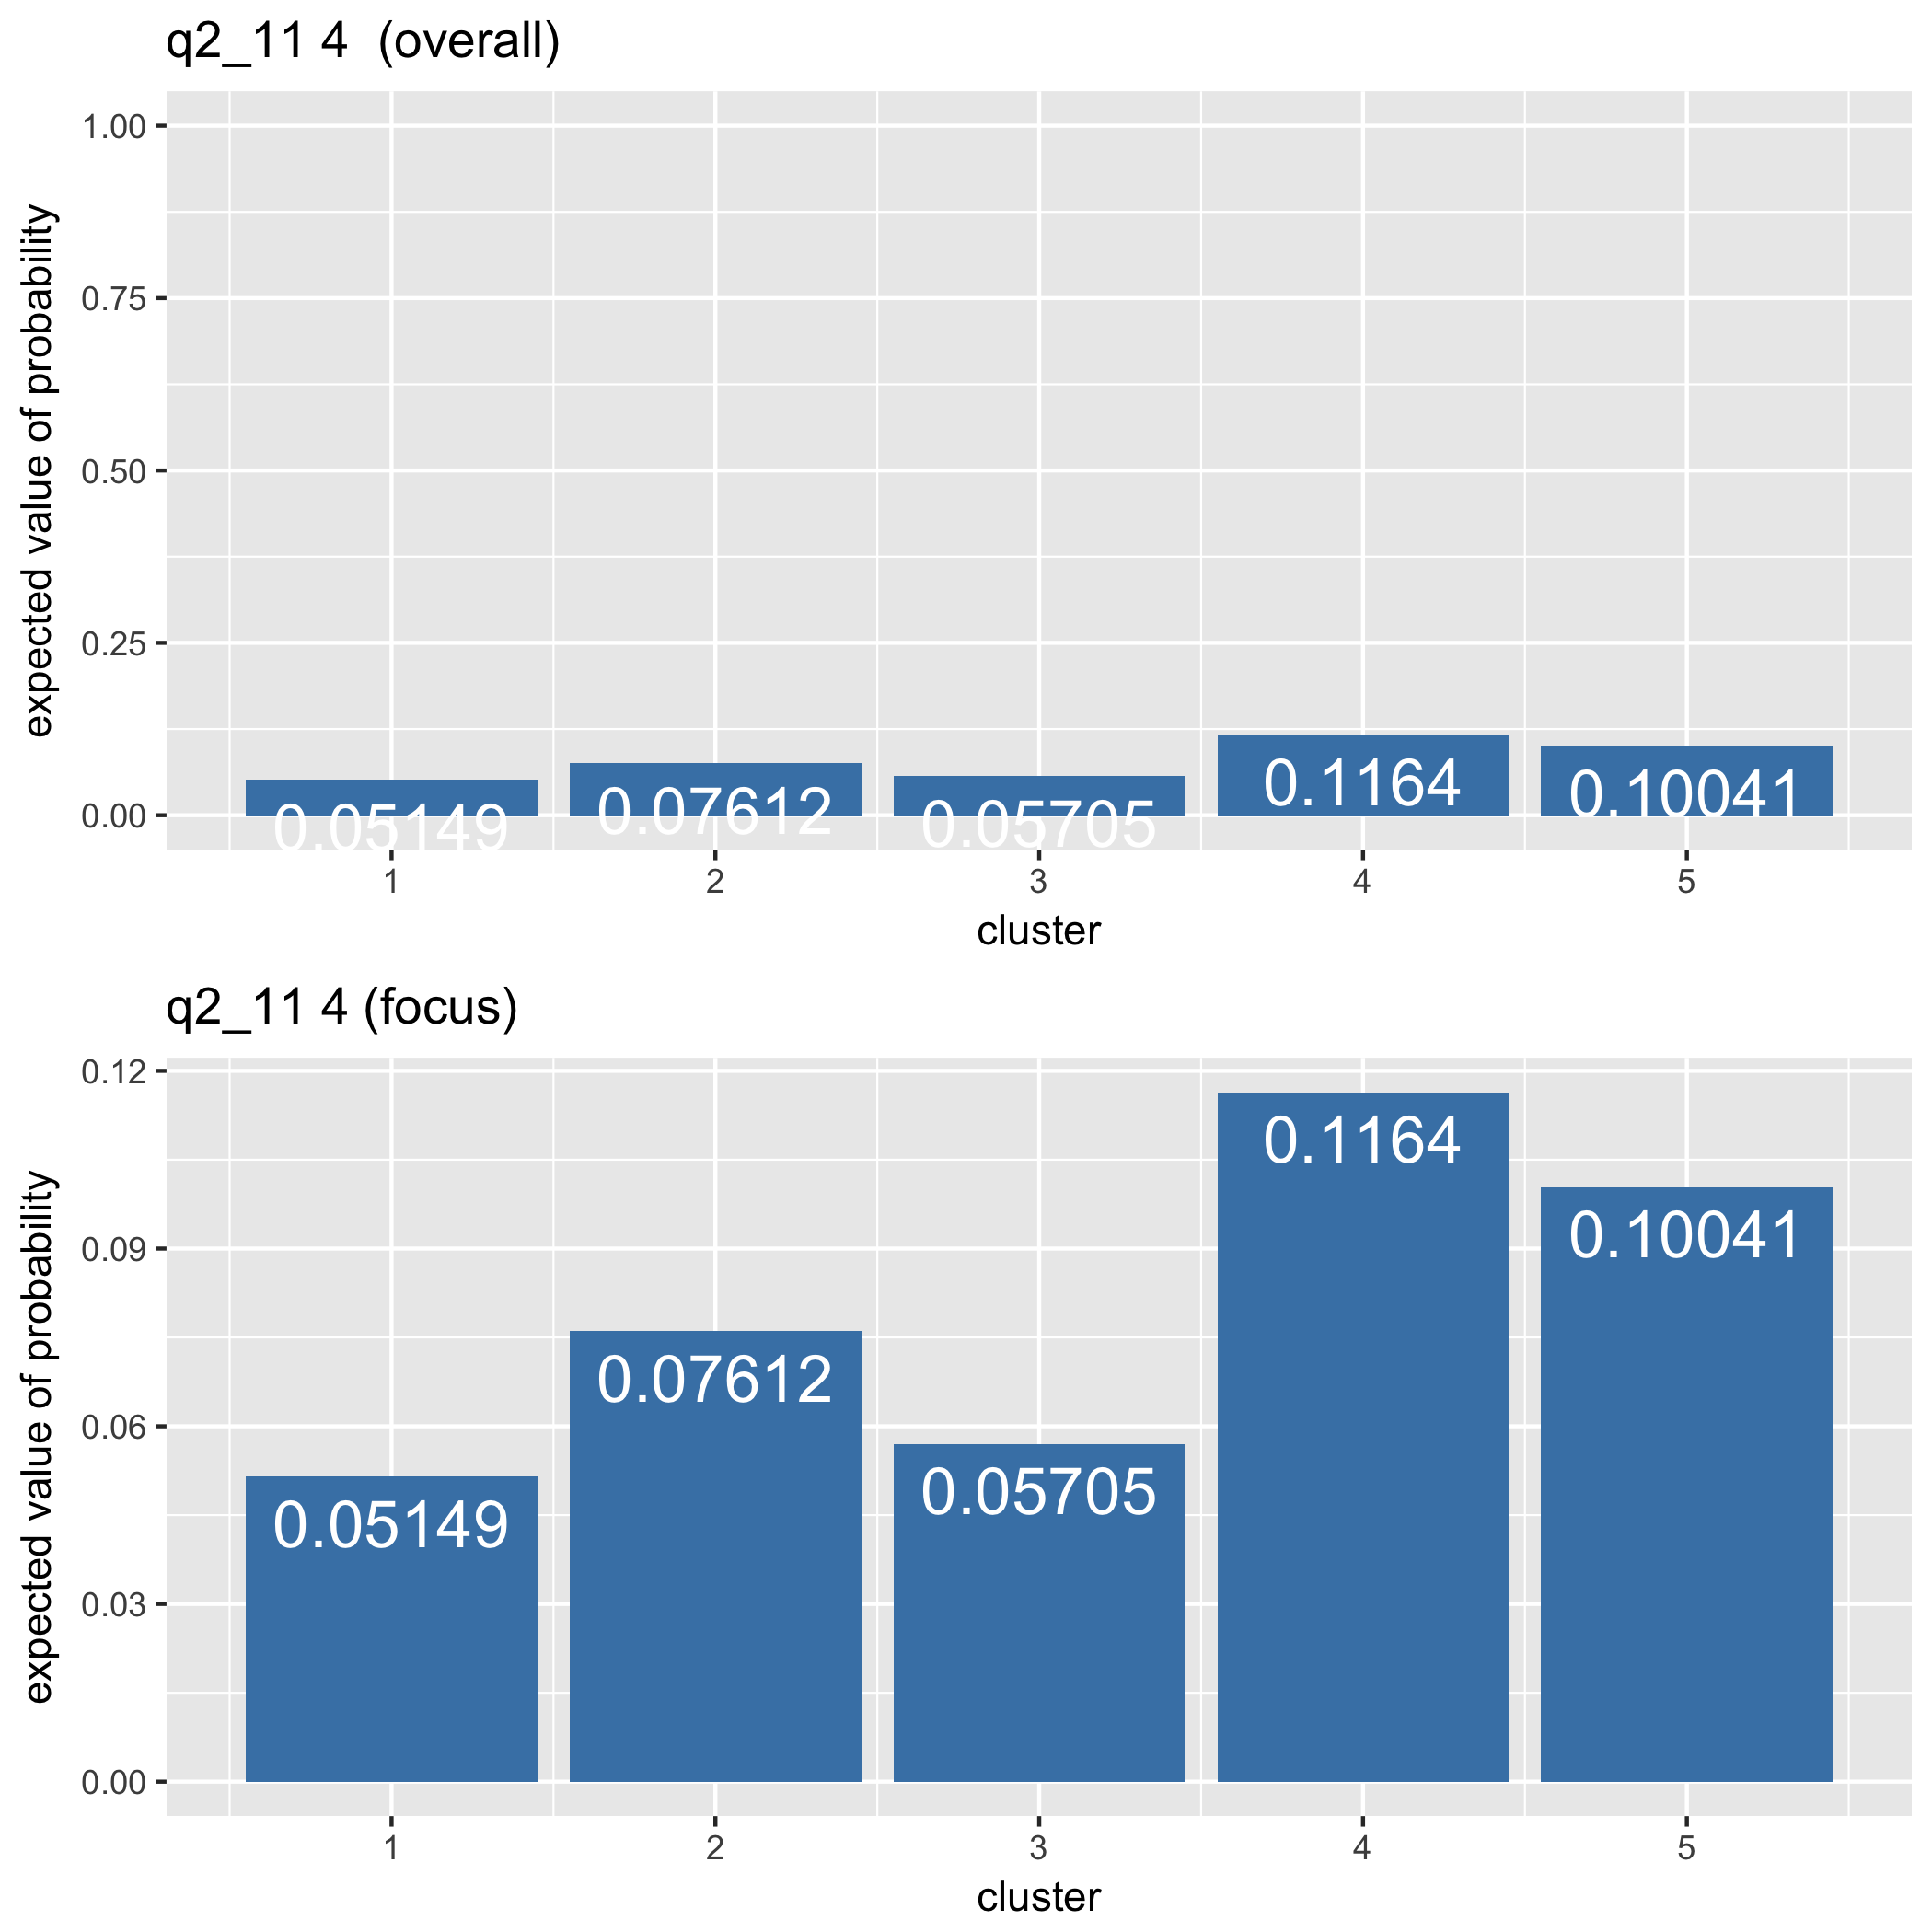 q2_11 4  (overall)
expected value of probability
1.00
0.75
0.50
0.25
0.00
0.05149
0.07612
0.05705
0.1164
0.10041
1 2 3 4 5
cluster
q2_11 4 (focus)
expected value of probability
0.12
0.09
0.06
0.03
0.00
0.05149
0.07612
0.05705
0.1164
0.10041
1 2 3 4 5
cluster